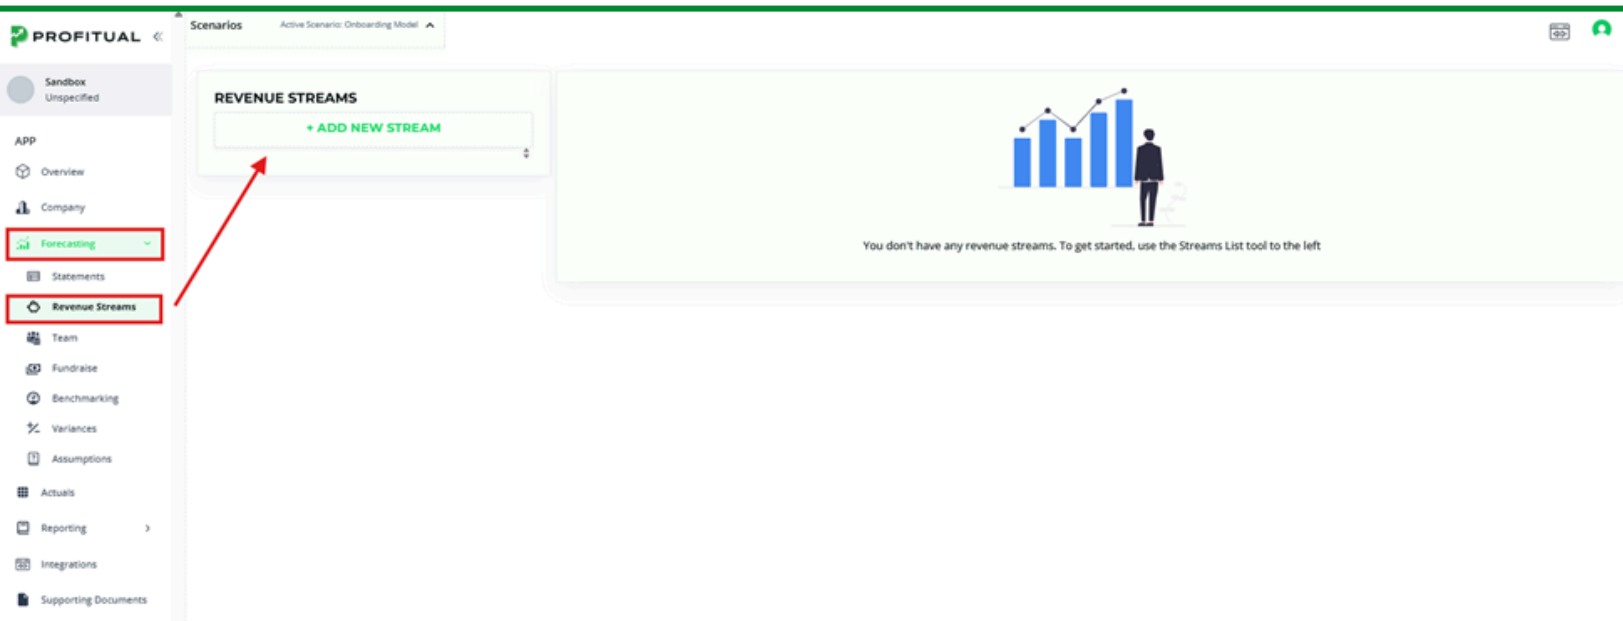 PROFITUAL
Scenarios
Active Scenario: Onboarding Model
Sandbox
Unspecified
APP
Overview
Company
Forecasting
Statements
Revenue Streams
Team
Fundraise
Benchmarking
Variances
Assumptions
Actuals
Reporting
Integrations
Supporting Documents
REVENUE STREAMS
+ ADD NEW STREAM
You don't have any revenue streams. To get started, use the Streams List tool to the left